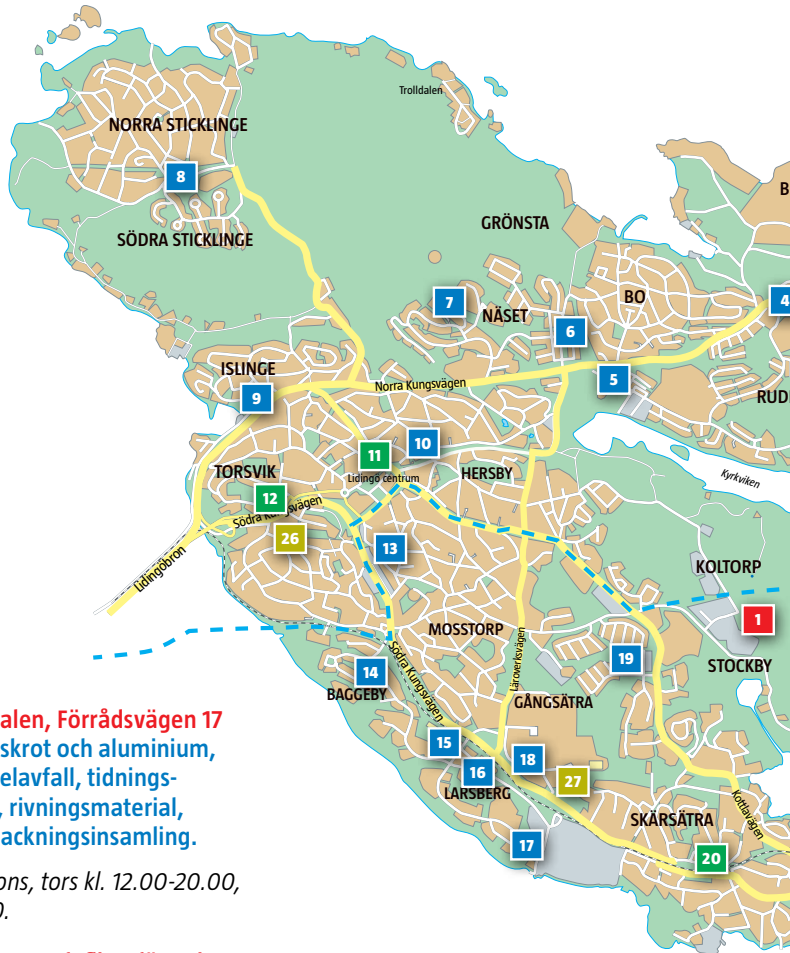 Trolldalen
NORRA STICKLINGE
8
B
SÖDRA STICKLINGE
GRÖNSTA
7
NÄSET
BO
4
6
5
ISLINGE
Norra Kungsvägen
RUD
9
10
11
TORSVIK
Lidingö centrum
HERSBY
Kyrkviken
12
Södra Kungsvägen
26
13
Lidingöbron
KOLTORP
1
MOSSTORP
Läroverksvägen
19
STOCKBY
14
BAGGEBY
Södra Kungsvägen
GÅNGSÄTRA
15
16
18
LARSBERG
27
Kottlavägen
SKÄRSÄTRA
17
20
alen, Förrådsvägen 17
skrot och aluminium,
elavfall, tidnings-
, rivningsmaterial,
ackningsinsamling.
ons, tors kl. 12.00-20.00,
0.